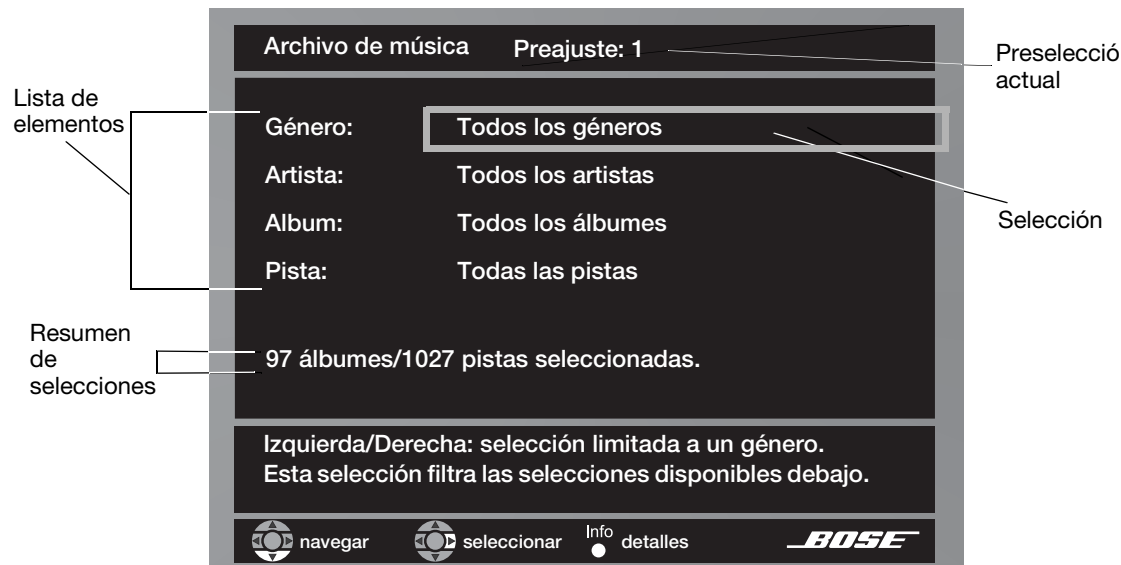 Archivo de música Preajuste: 1
Preselecció
actual
Lista de
elementos
Género: Todos los géneros
Artista: Todos los artistas
Album: Todos los álbumes
Selección
Pista: Todas las pistas
Resumen
de
selecciones
97 álbumes/1027 pistas seleccionadas.
Izquierda/Derecha: selección limitada a un género.
Esta selección filtra las selecciones disponibles debajo.
navegar seleccionar Info detalles BOSE